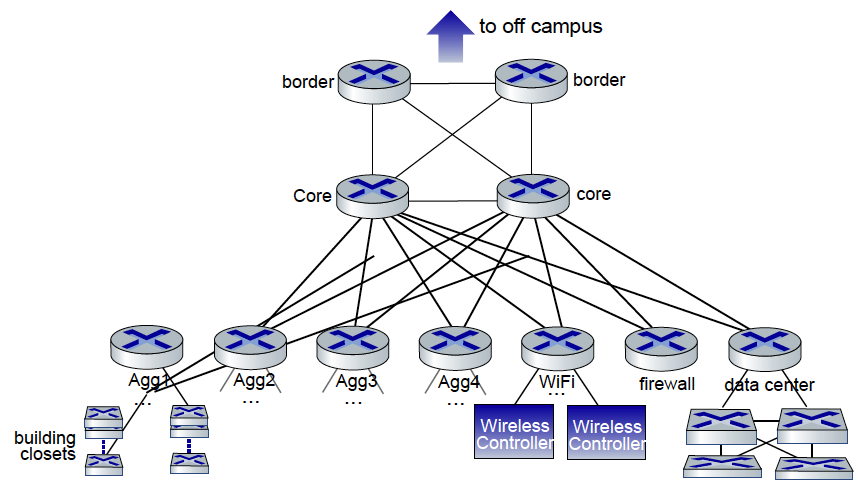 to off campus
border
border
Core
core
Agg1
Agg2
Agg3
Agg4
WiFi
firewall
data center
...
...
...
...
...
building
closets
Wireless
Controller
Wireless
Controller